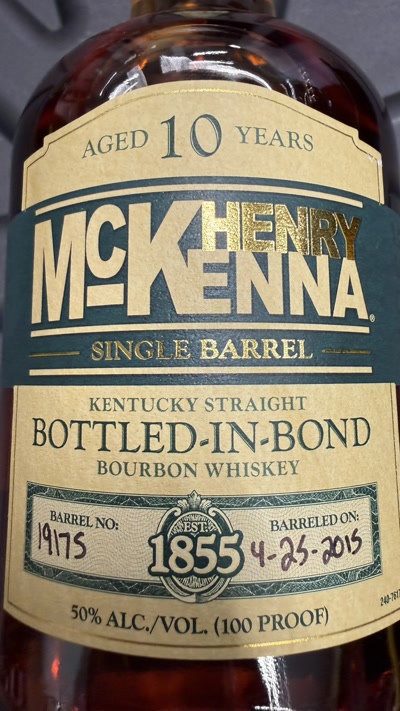 AGED 10 YEARS
HENRY
McKENNA®
SINGLE BARREL
KENTUCKY STRAIGHT
BOTTLED-IN-BOND
BOURBON WHISKEY
BARREL NO:
19175
EST:
1855
BARRELED ON:
4-25-2015
50% ALC./VOL. (100 PROOF)